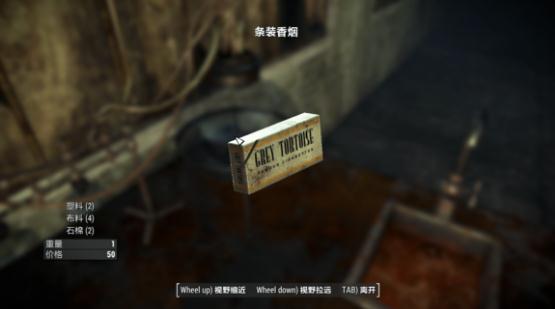 条装香烟
GREY TORTOISE
塑料 (2)
布料 (4)
石棉 (2)
重量 1
价格 50
Wheel up) 视野缩近 Wheel down) 视野拉远 TAB) 离开